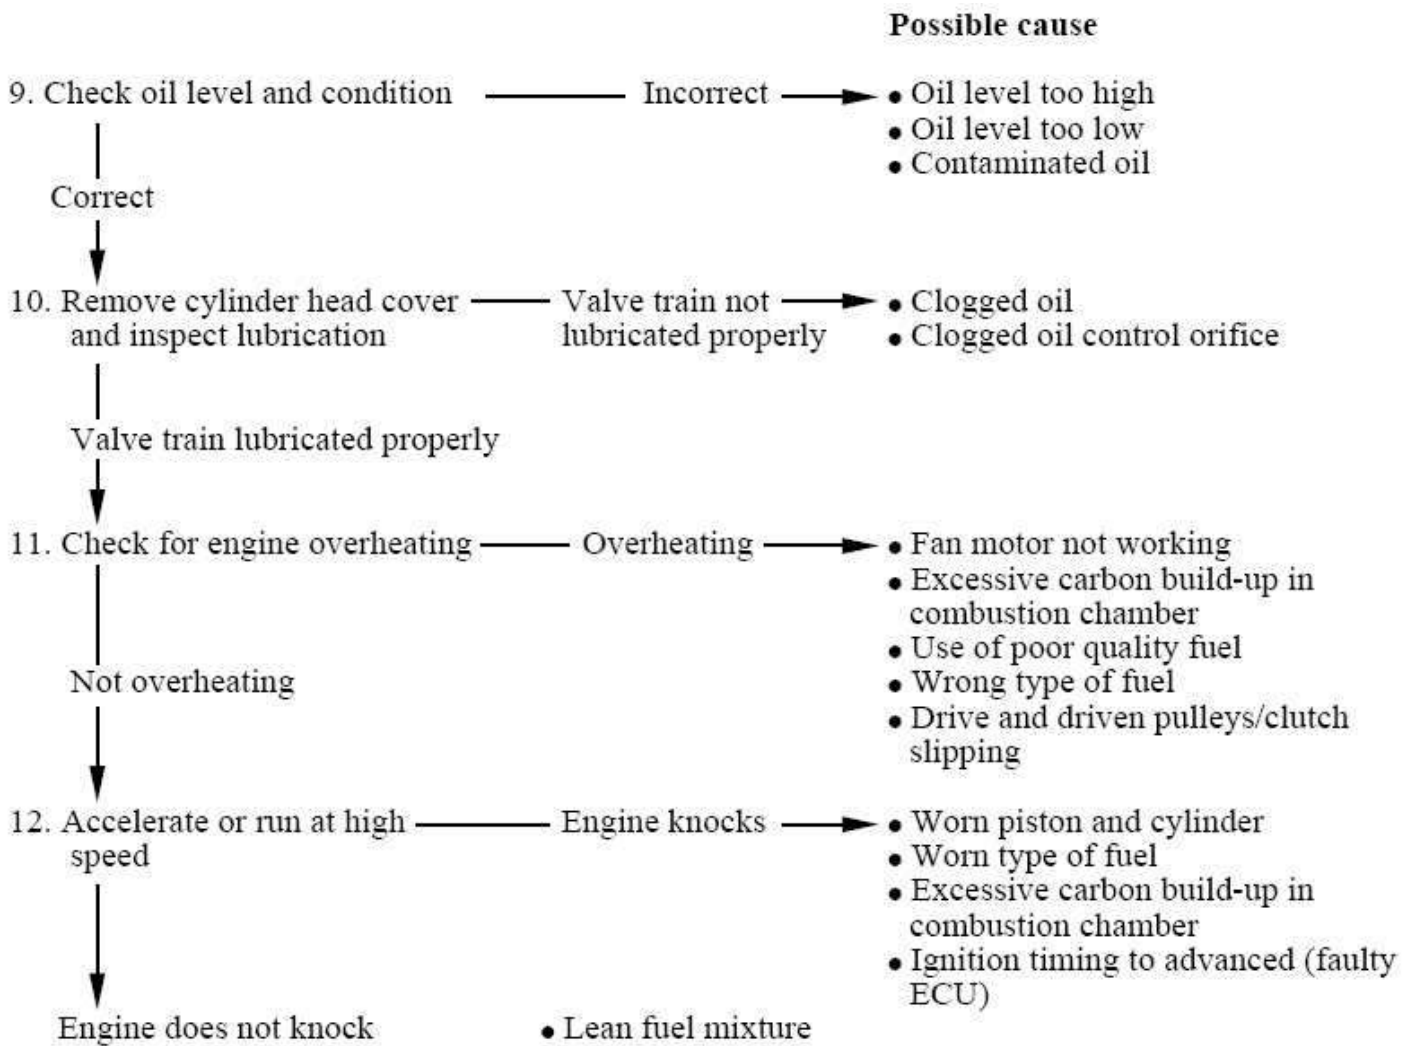 Possible cause
9. Check oil level and condition Incorrect • Oil level too high
• Oil level too low
• Contaminated oil
Correct
10. Remove cylinder head cover Valve train not • Clogged oil
and inspect lubrication lubricated properly • Clogged oil control orifice
Valve train lubricated properly
11. Check for engine overheating Overheating • Fan motor not working
• Excessive carbon build-up in
combustion chamber
• Use of poor quality fuel
Not overheating • Wrong type of fuel
• Drive and driven pulleys/clutch
slipping
12. Accelerate or run at high Engine knocks • Worn piston and cylinder
speed • Worn type of fuel
• Excessive carbon build-up in
combustion chamber
• Ignition timing to advanced (faulty
ECU)
Engine does not knock • Lean fuel mixture